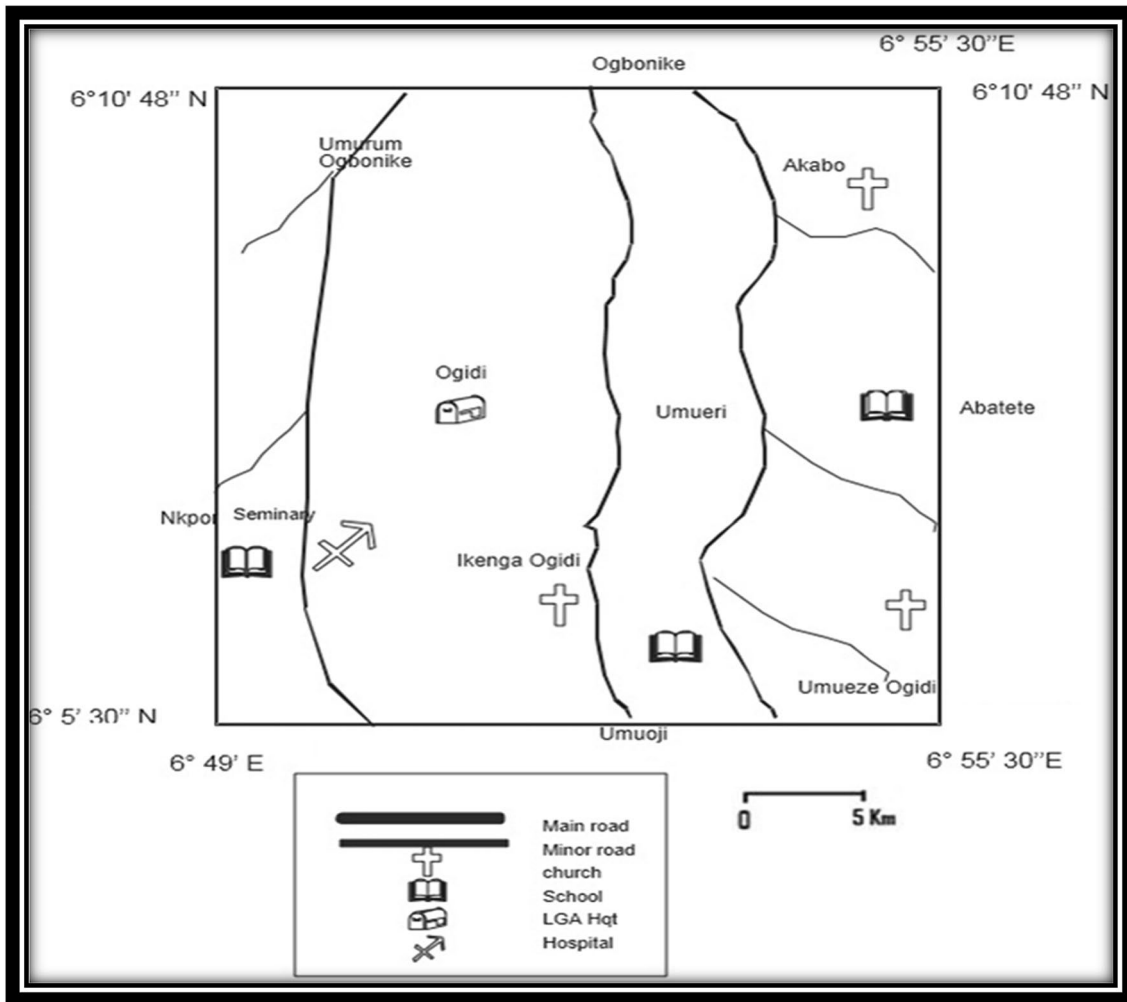 6° 55’ 30’’E
Ogbonike
6°10' 48’’ N
6°10' 48’’ N
Umurum
Ogbonike
Akabo
Ogidi
Umueri
Abatete
Nkpor
Seminary
Ikenga Ogidi
Umueze Ogidi
6° 5’ 30’’ N
Umuoji
6° 49’ E
6° 55’ 30’’E
0 5 Km
Main road
Minor road
church
School
LGA Hqt
Hospital